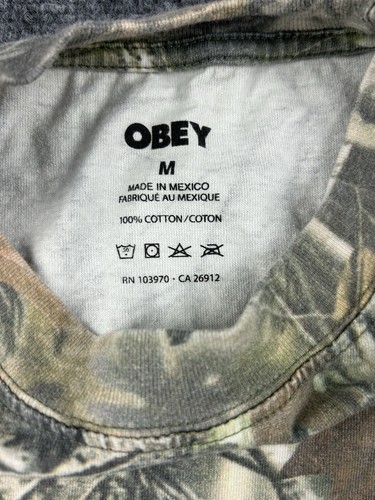 OBEY
M
MADE IN MEXICO
FABRIQUÉ AU MEXIQUE
100% COTTON/COTON
RN 103970 • CA 26912